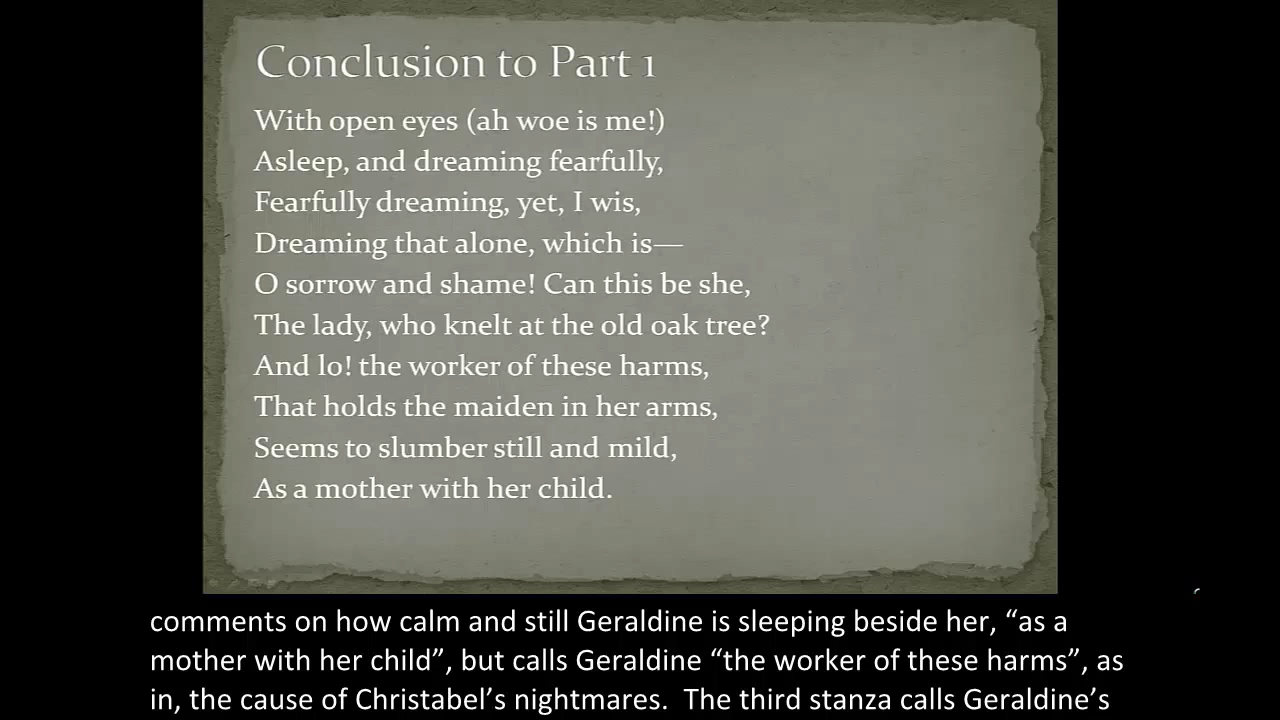 Conclusion to Part 1
With open eyes (ah woe is me!)
Asleep, and dreaming fearfully,
Fearfully dreaming, yet, I wis,
Dreaming that alone, which is—
O sorrow and shame! Can this be she,
The lady, who knelt at the old oak tree?
And lo! the worker of these harms,
That holds the maiden in her arms,
Seems to slumber still and mild,
As a mother with her child.
comments on how calm and still Geraldine is sleeping beside her, “as a
mother with her child”, but calls Geraldine “the worker of these harms”, as
in, the cause of Christabel’s nightmares.  The third stanza calls Geraldine’s